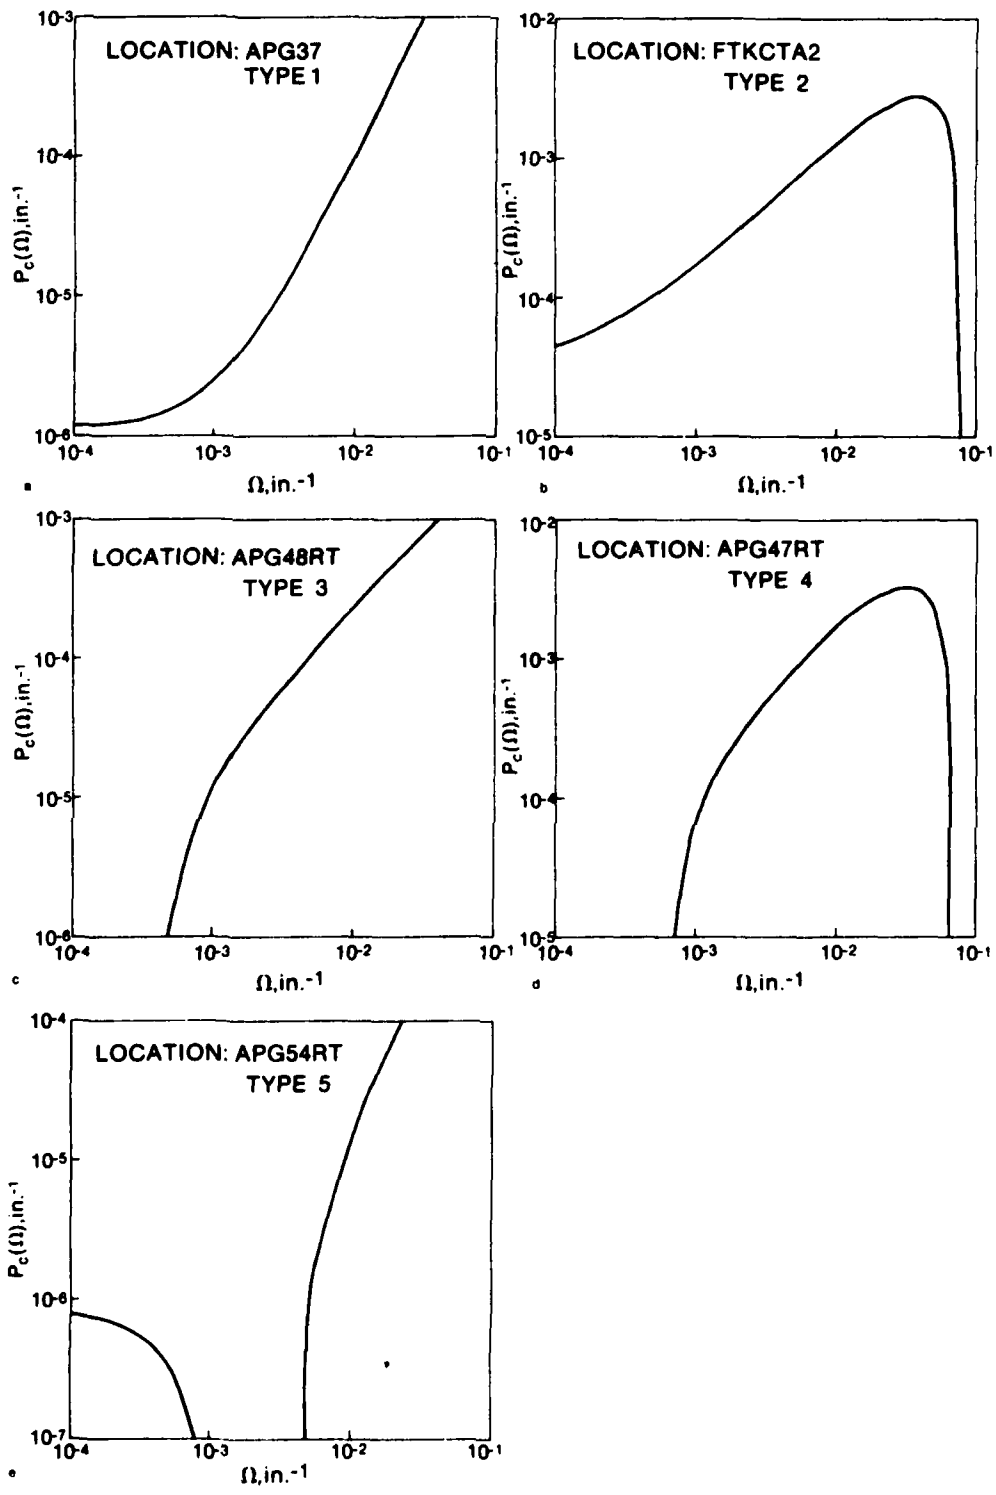 LOCATION: APG37
TYPE 1
10-3
10-4
10-5
10-6
Pc(Ω),in.-1
10-4 10-3 10-2 10-1
Ω,in.-1
a
LOCATION: FTKCTA2
TYPE 2
10-2
10-3
10-4
10-5
Pc(Ω),in.-1
10-4 10-3 10-2 10-1
Ω,in.-1
b
LOCATION: APG48RT
TYPE 3
10-3
10-4
10-5
10-6
Pc(Ω),in.-1
10-4 10-3 10-2 10-1
Ω,in.-1
c
LOCATION: APG47RT
TYPE 4
10-2
10-3
10-4
10-5
Pc(Ω),in.-1
10-4 10-3 10-2 10-1
Ω,in.-1
d
LOCATION: APG54RT
TYPE 5
10-4
10-5
10-6
10-7
Pc(Ω),in.-1
10-4 10-3 10-2 10-1
Ω,in.-1
e